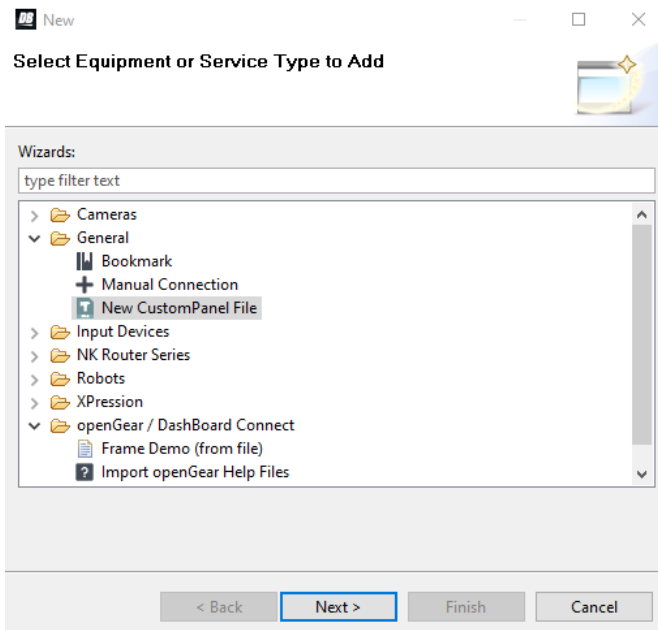 DB New
Select Equipment or Service Type to Add
Wizards:
type filter text
Cameras
General
Bookmark
Manual Connection
New CustomPanel File
Input Devices
NK Router Series
Robots
XPression
openGear / DashBoard Connect
Frame Demo (from file)
Import openGear Help Files
< Back Next > Finish Cancel